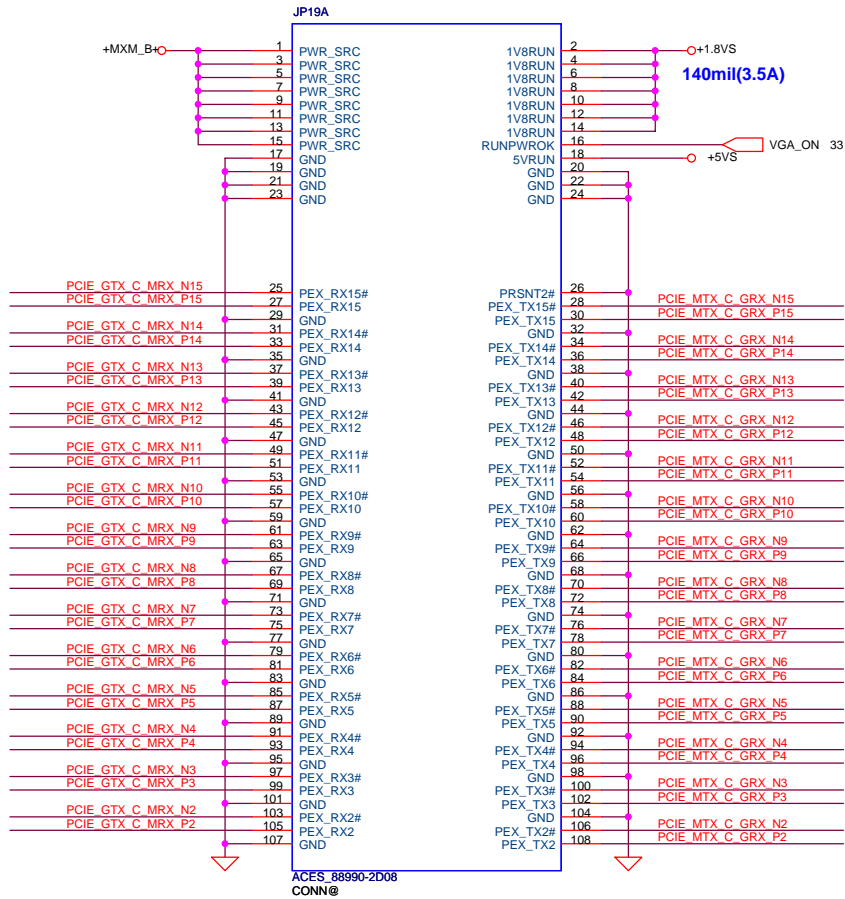 JP19A
+MXM_B+ 1 PWR_SRC 1V8RUN 2 +1.8VS
3 PWR_SRC 1V8RUN 4
5 PWR_SRC 1V8RUN 6 140mil(3.5A)
7 PWR_SRC 1V8RUN 8
9 PWR_SRC 1V8RUN 10
11 PWR_SRC 1V8RUN 12
13 PWR_SRC 1V8RUN 14
15 PWR_SRC RUNPWROK 16 VGA_ON 33
17 GND 5VRUN 18 +5VS
19 GND GND 20
21 GND GND 22
23 GND GND 24
PCIE_GTX_C_MRX_N15 25 PEX_RX15# PRSNT2# 26
PCIE_GTX_C_MRX_P15 27 PEX_RX15 PEX_TX15# 28 PCIE_MTX_C_GRX_N15
29 GND PEX_TX15 30 PCIE_MTX_C_GRX_P15
PCIE_GTX_C_MRX_N14 31 PEX_RX14# GND 32
PCIE_GTX_C_MRX_P14 33 PEX_RX14 PEX_TX14# 34 PCIE_MTX_C_GRX_N14
35 GND PEX_TX14 36 PCIE_MTX_C_GRX_P14
PCIE_GTX_C_MRX_N13 37 PEX_RX13# GND 38
PCIE_GTX_C_MRX_P13 39 PEX_RX13 PEX_TX13# 40 PCIE_MTX_C_GRX_N13
41 GND PEX_TX13 42 PCIE_MTX_C_GRX_P13
PCIE_GTX_C_MRX_N12 43 PEX_RX12# GND 44
PCIE_GTX_C_MRX_P12 45 PEX_RX12 PEX_TX12# 46 PCIE_MTX_C_GRX_N12
47 GND PEX_TX12 48 PCIE_MTX_C_GRX_P12
PCIE_GTX_C_MRX_N11 49 PEX_RX11# GND 50
PCIE_GTX_C_MRX_P11 51 PEX_RX11 PEX_TX11# 52 PCIE_MTX_C_GRX_N11
53 GND PEX_TX11 54 PCIE_MTX_C_GRX_P11
PCIE_GTX_C_MRX_N10 55 PEX_RX10# GND 56
PCIE_GTX_C_MRX_P10 57 PEX_RX10 PEX_TX10# 58 PCIE_MTX_C_GRX_N10
59 GND PEX_TX10 60 PCIE_MTX_C_GRX_P10
PCIE_GTX_C_MRX_N9 61 PEX_RX9# GND 62
PCIE_GTX_C_MRX_P9 63 PEX_RX9 PEX_TX9# 64 PCIE_MTX_C_GRX_N9
65 GND PEX_TX9 66 PCIE_MTX_C_GRX_P9
PCIE_GTX_C_MRX_N8 67 PEX_RX8# GND 68
PCIE_GTX_C_MRX_P8 69 PEX_RX8 PEX_TX8# 70 PCIE_MTX_C_GRX_N8
71 GND PEX_TX8 72 PCIE_MTX_C_GRX_P8
PCIE_GTX_C_MRX_N7 73 PEX_RX7# GND 74
PCIE_GTX_C_MRX_P7 75 PEX_RX7 PEX_TX7# 76 PCIE_MTX_C_GRX_N7
77 GND PEX_TX7 78 PCIE_MTX_C_GRX_P7
PCIE_GTX_C_MRX_N6 79 PEX_RX6# GND 80
PCIE_GTX_C_MRX_P6 81 PEX_RX6 PEX_TX6# 82 PCIE_MTX_C_GRX_N6
83 GND PEX_TX6 84 PCIE_MTX_C_GRX_P6
PCIE_GTX_C_MRX_N5 85 PEX_RX5# GND 86
PCIE_GTX_C_MRX_P5 87 PEX_RX5 PEX_TX5# 88 PCIE_MTX_C_GRX_N5
89 GND PEX_TX5 90 PCIE_MTX_C_GRX_P5
PCIE_GTX_C_MRX_N4 91 PEX_RX4# GND 92
PCIE_GTX_C_MRX_P4 93 PEX_RX4 PEX_TX4# 94 PCIE_MTX_C_GRX_N4
95 GND PEX_TX4 96 PCIE_MTX_C_GRX_P4
PCIE_GTX_C_MRX_N3 97 PEX_RX3# GND 98
PCIE_GTX_C_MRX_P3 99 PEX_RX3 PEX_TX3# 100 PCIE_MTX_C_GRX_N3
101 GND PEX_TX3 102 PCIE_MTX_C_GRX_P3
PCIE_GTX_C_MRX_N2 103 PEX_RX2# GND 104
PCIE_GTX_C_MRX_P2 105 PEX_RX2 PEX_TX2# 106 PCIE_MTX_C_GRX_N2
107 GND PEX_TX2 108 PCIE_MTX_C_GRX_P2
ACES_88990-2D08
CONN@